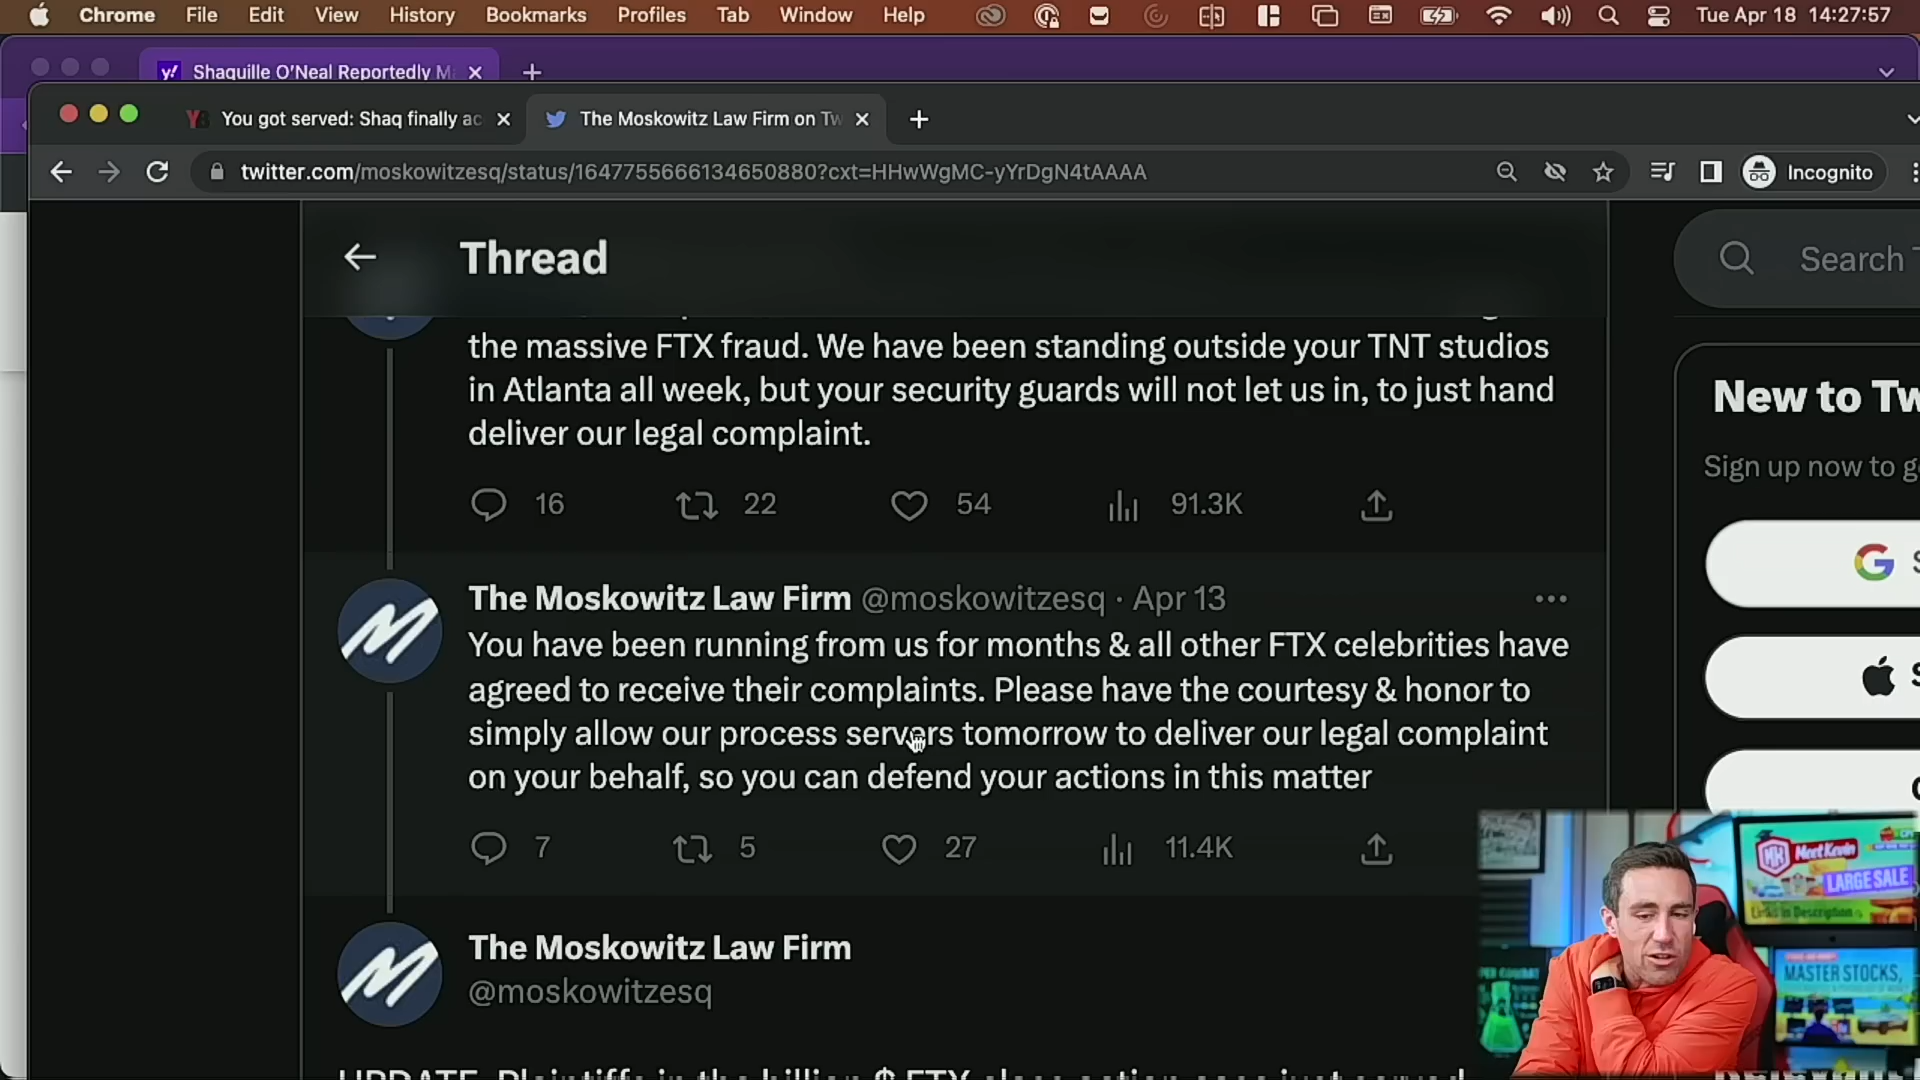 Chrome File Edit View History Bookmarks Profiles Tab Window Help Tue Apr 18 14:27:57
y! Shaquille O'Neal Reportedly M
You got served: Shaq finally ac
The Moskowitz Law Firm on Tw
twitter.com/moskowitzesq/status/1647755666134650880?cxt=HHwWgMC-yYrDgN4tAAAA
Incognito
Thread
Search
the massive FTX fraud. We have been standing outside your TNT studios
in Atlanta all week, but your security guards will not let us in, to just hand
deliver our legal complaint.
16 22 54 91.3K
New to Tw
Sign up now to g
The Moskowitz Law Firm @moskowitzesq · Apr 13
You have been running from us for months & all other FTX celebrities have
agreed to receive their complaints. Please have the courtesy & honor to
simply allow our process servers tomorrow to deliver our legal complaint
on your behalf, so you can defend your actions in this matter
7 5 27 11.4K
The Moskowitz Law Firm
@moskowitzesq
Meet Kevin
LARGE SALE
Links in Description
MASTER STOCKS,